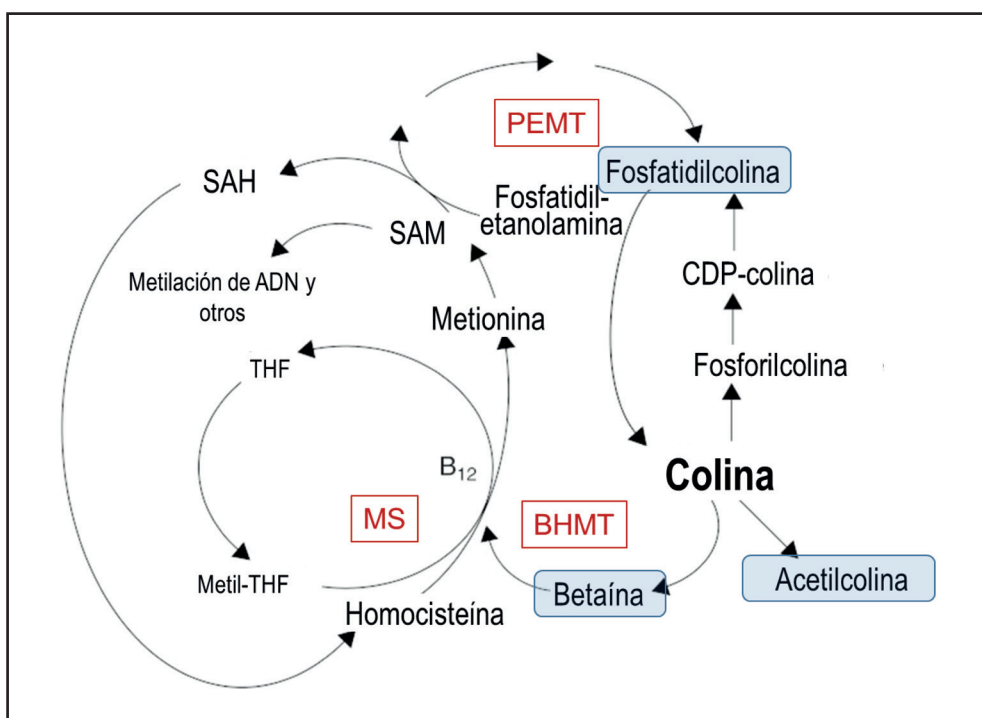 PEMT
Fosfatidilcolina
SAH
Fosfatidil-
etanolamina
SAM
CDP-colina
Metilación de ADN y
otros
Metionina
THF
Fosforilcolina
B₁₂
Colina
MS
BHMT
Metil-THF
Betaína
Acetilcolina
Homocisteína